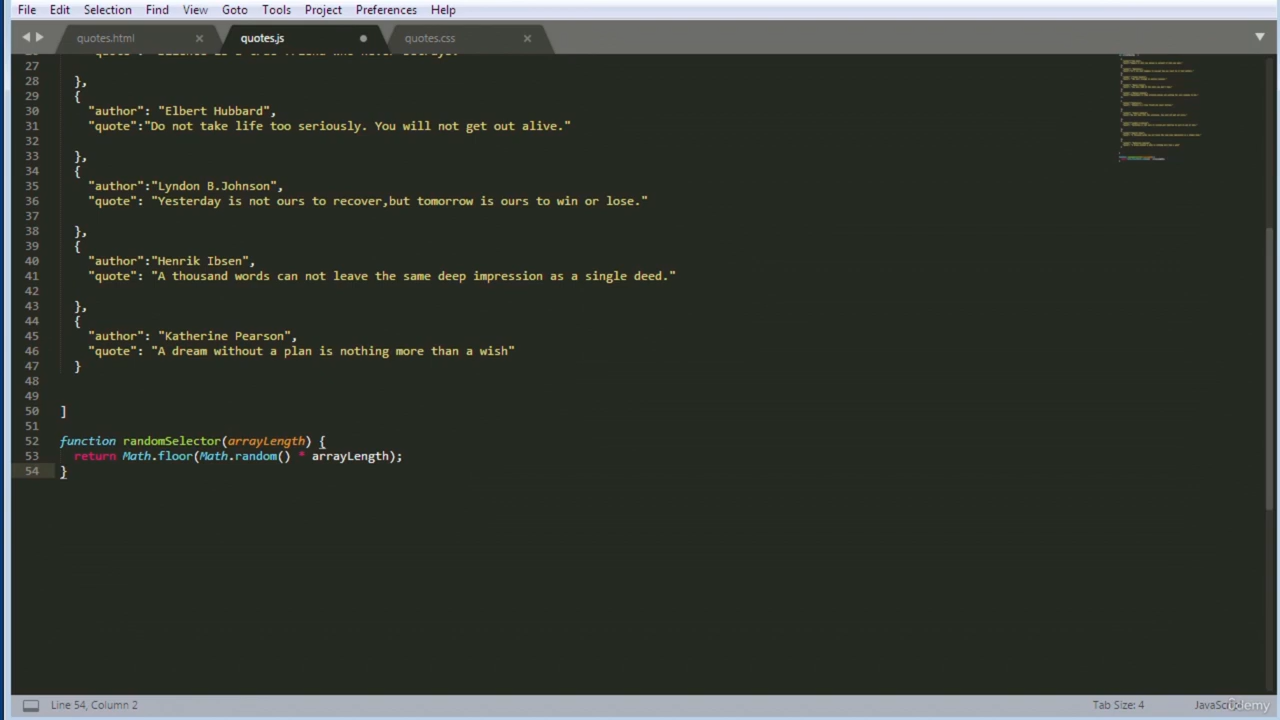 File Edit Selection Find View Goto Tools Project Preferences Help
quotes.html quotes.js quotes.css
27
28 },
29 {
30 "author": "Elbert Hubbard",
31 "quote":"Do not take life too seriously. You will not get out alive."
32
33 },
34 {
35 "author":"Lyndon B.Johnson",
36 "quote": "Yesterday is not ours to recover,but tomorrow is ours to win or lose."
37
38 },
39 {
40 "author":"Henrik Ibsen",
41 "quote": "A thousand words can not leave the same deep impression as a single deed."
42
43 },
44 {
45 "author": "Katherine Pearson",
46 "quote": "A dream without a plan is nothing more than a wish"
47 }
48
49
50 ]
51
52 function randomSelector(arrayLength) {
53 return Math.floor(Math.random() * arrayLength);
54 }
Line 54, Column 2 Tab Size: 4 JavaScript